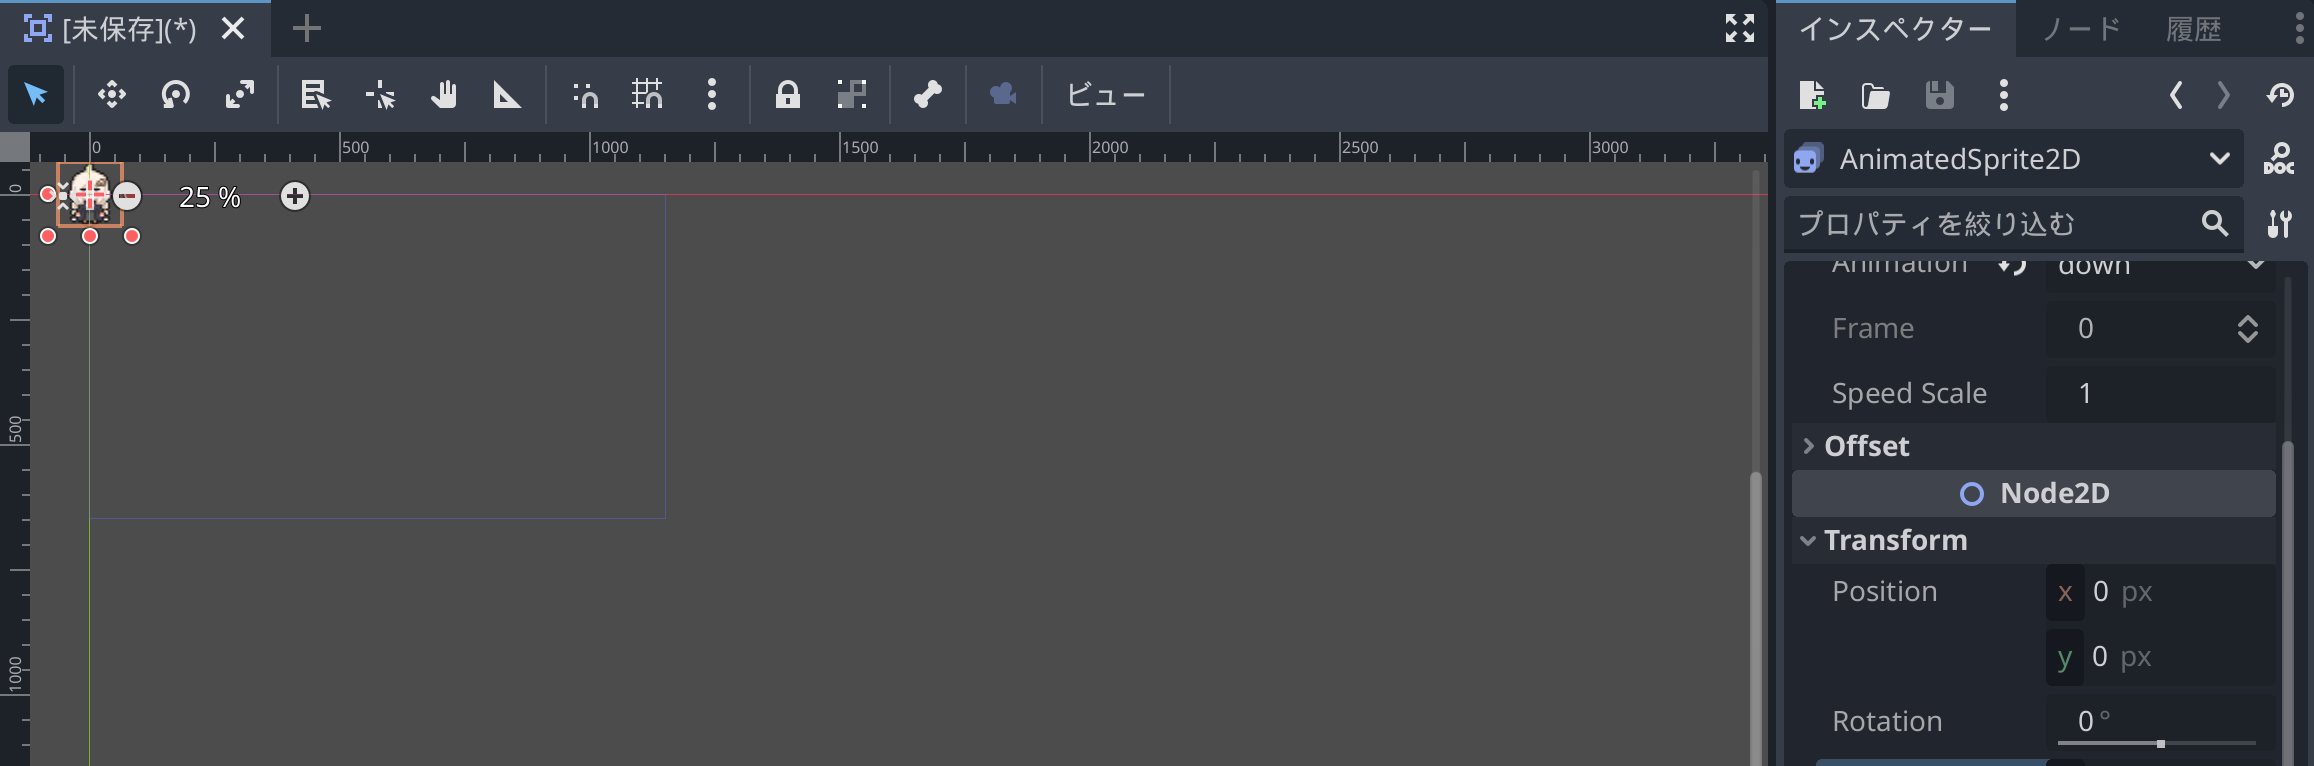 [未保存](*)
インスペクター ノード 履歴
ビュー
0 500 1000 1500 2000 2500 3000
AnimatedSprite2D
DOC
0
25 %
プロパティを絞り込む
Animation down
Frame 0
Speed Scale 1
500
Offset
Node2D
Transform
Position x 0 px
y 0 px
1000
Rotation 0 °